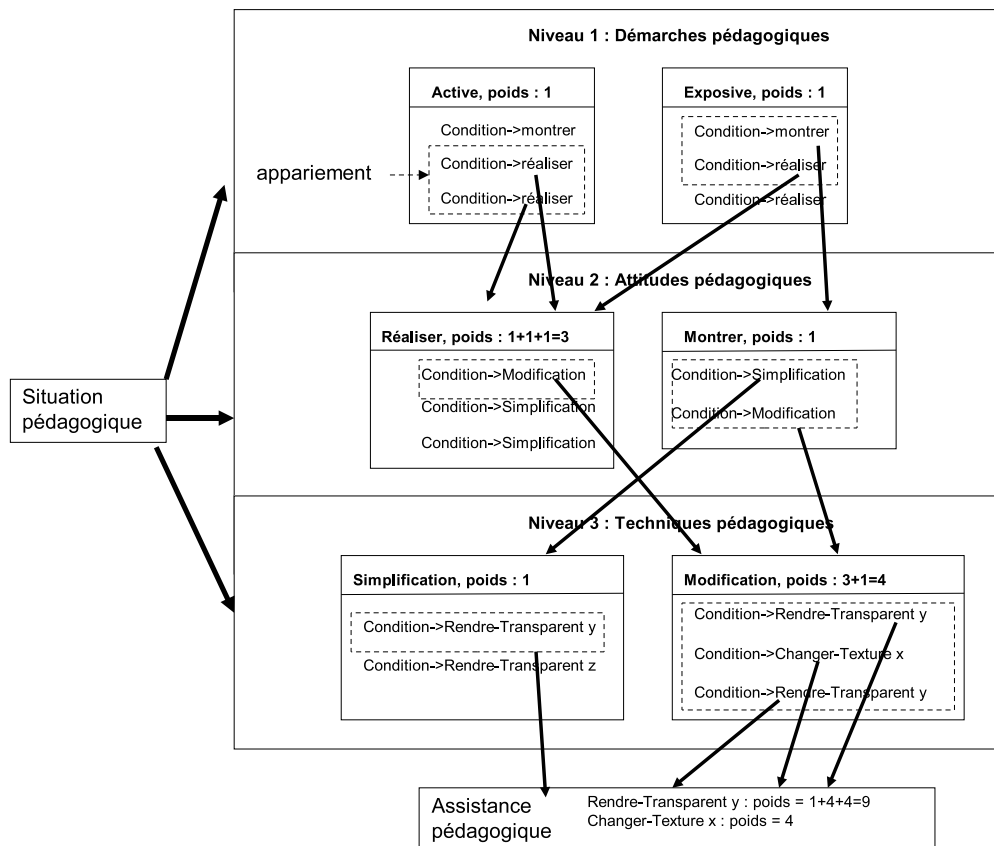 Niveau 1 : Démarches pédagogiques
Active, poids : 1
Condition->montrer
Condition->réaliser
Condition->réaliser
Exposive, poids : 1
Condition->montrer
Condition->réaliser
Condition->réaliser
appariement
Niveau 2 : Attitudes pédagogiques
Réaliser, poids : 1+1+1=3
Condition->Modification
Condition->Simplification
Condition->Simplification
Montrer, poids : 1
Condition->Simplification
Condition->Modification
Situation
pédagogique
Niveau 3 : Techniques pédagogiques
Simplification, poids : 1
Condition->Rendre-Transparent y
Condition->Rendre-Transparent z
Modification, poids : 3+1=4
Condition->Rendre-Transparent y
Condition->Changer-Texture x
Condition->Rendre-Transparent y
Assistance
pédagogique
Rendre-Transparent y : poids = 1+4+4=9
Changer-Texture x : poids = 4